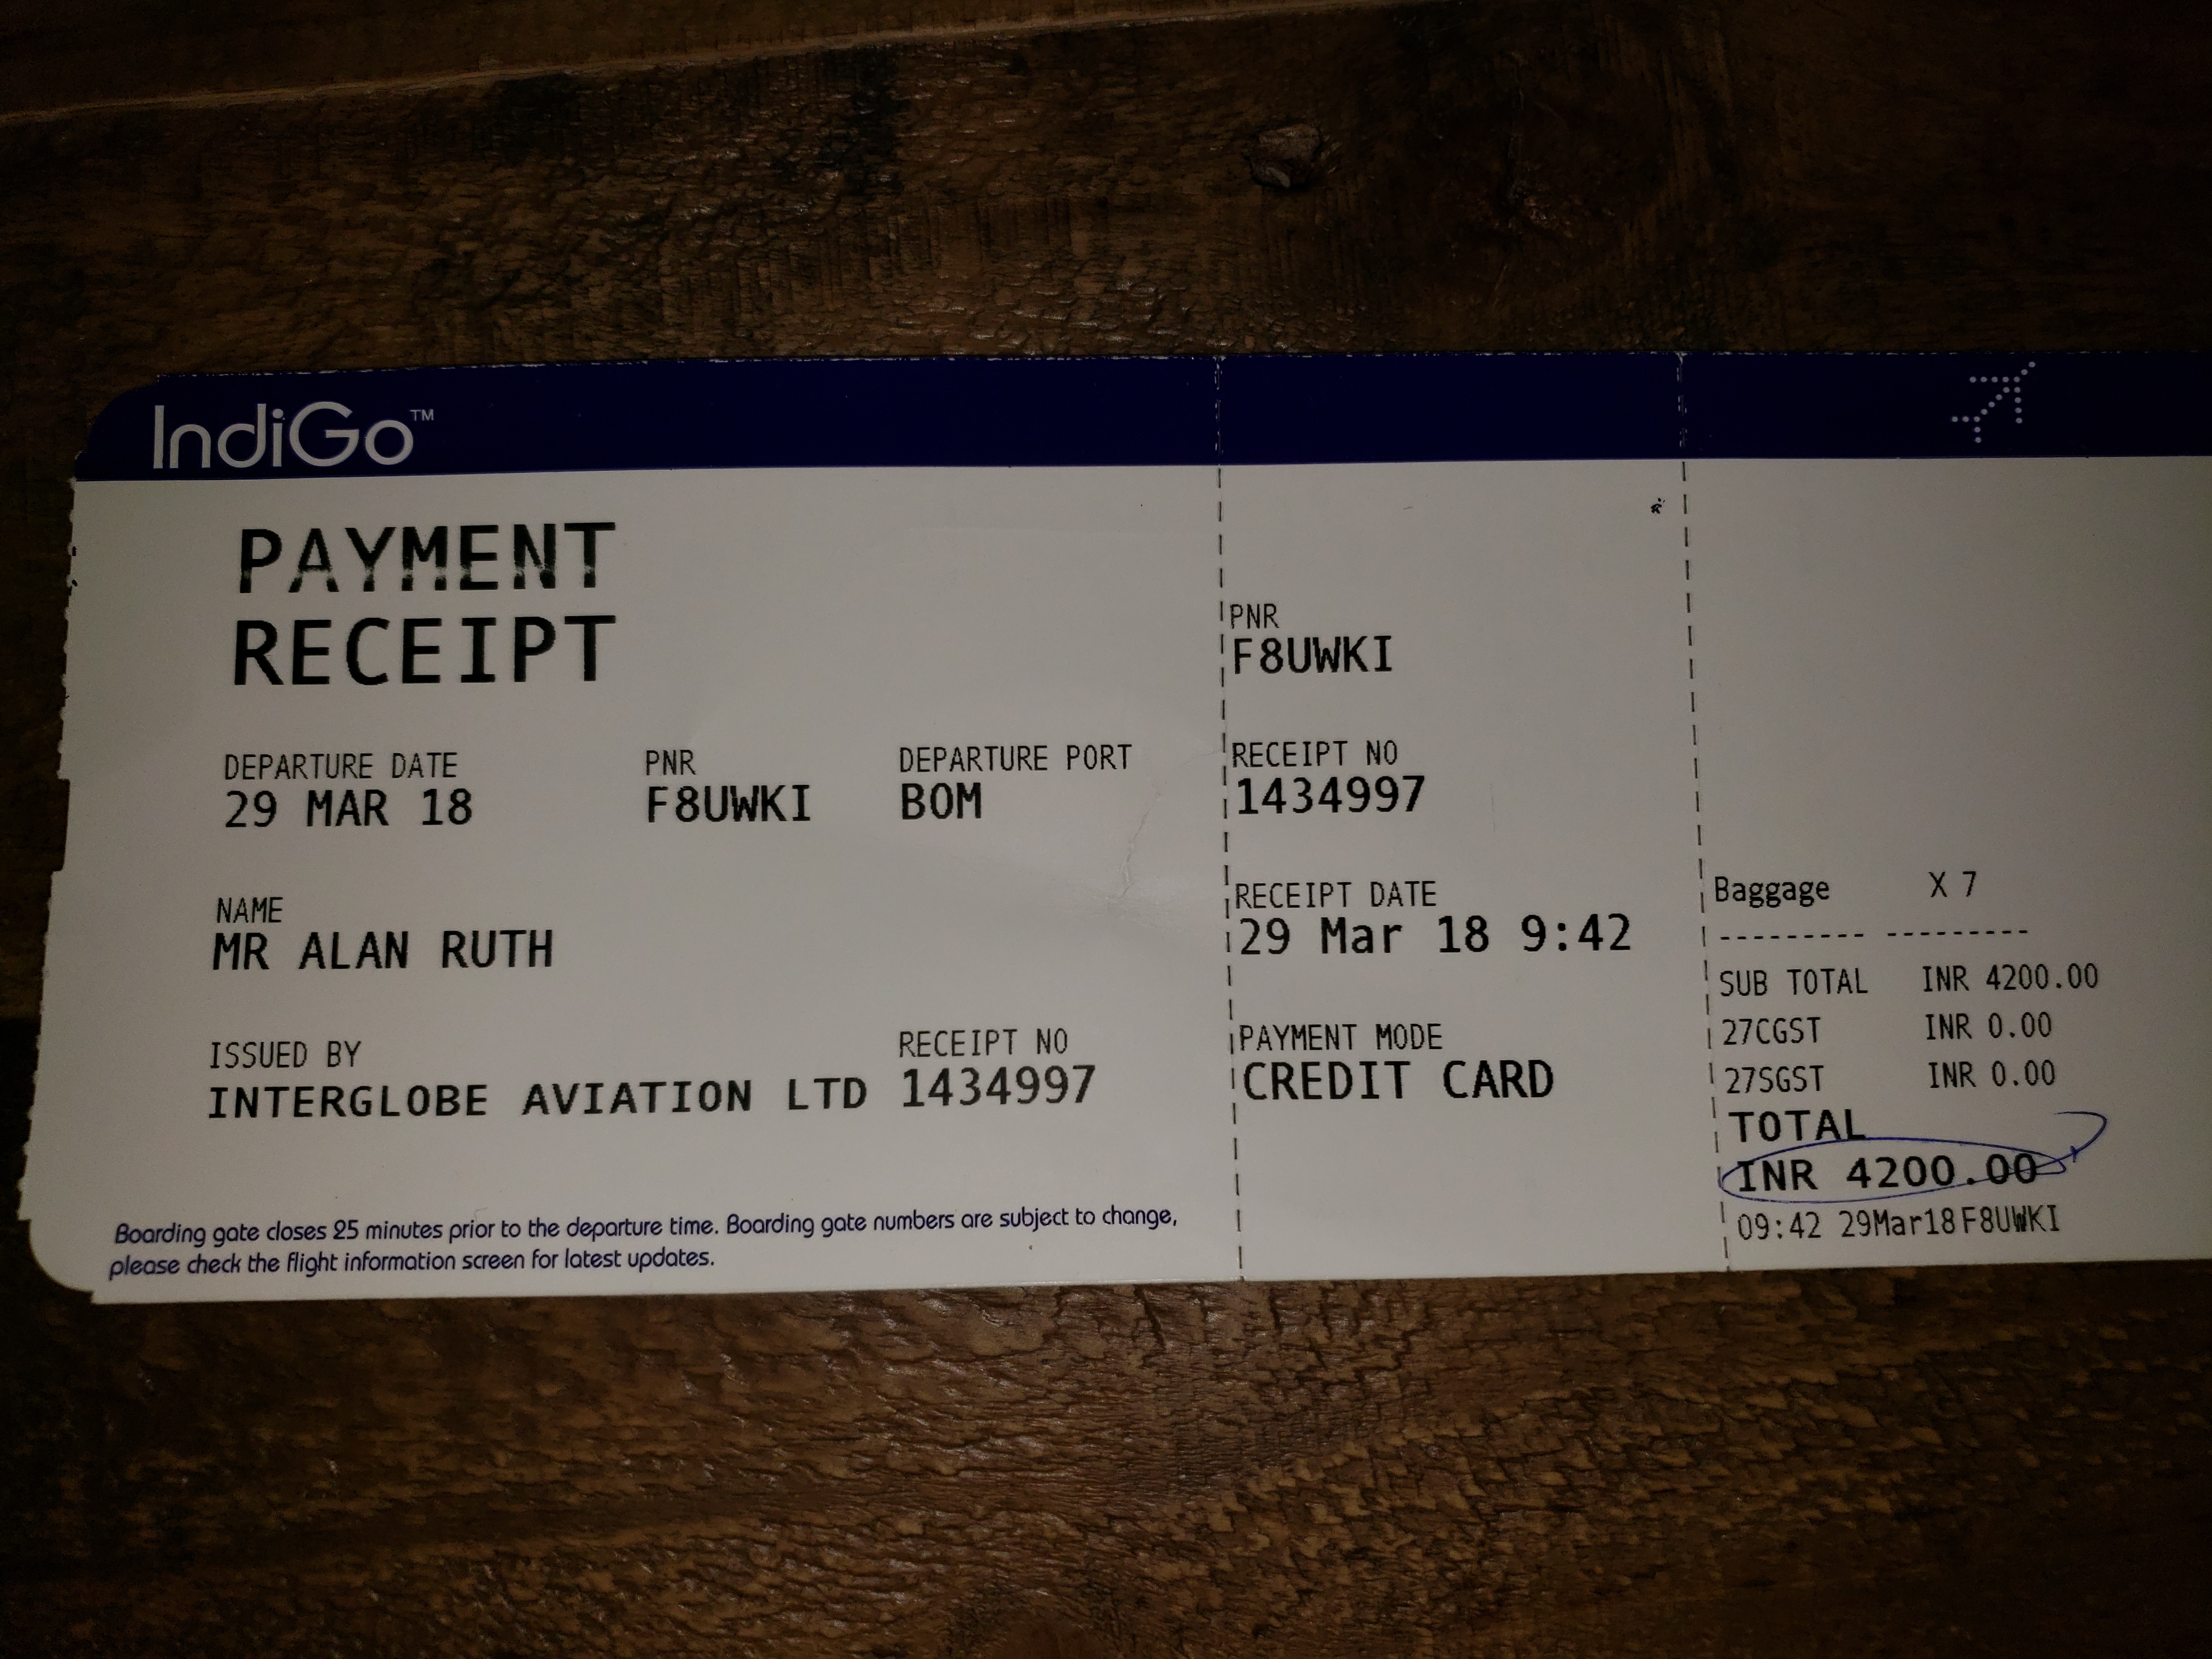 IndiGo™
PAYMENT
RECEIPT
DEPARTURE DATE PNR DEPARTURE PORT
29 MAR 18 F8UWKI BOM
NAME
MR ALAN RUTH
ISSUED BY RECEIPT NO
INTERGLOBE AVIATION LTD 1434997
Boarding gate closes 25 minutes prior to the departure time. Boarding gate numbers are subject to change,
please check the flight information screen for latest updates.
PNR
F8UWKI
RECEIPT NO
1434997
RECEIPT DATE
29 Mar 18 9:42
PAYMENT MODE
CREDIT CARD
Baggage X 7
--------- ---------
SUB TOTAL INR 4200.00
27CGST INR 0.00
27SGST INR 0.00
TOTAL
INR 4200.00
09:42 29Mar18 F8UWKI